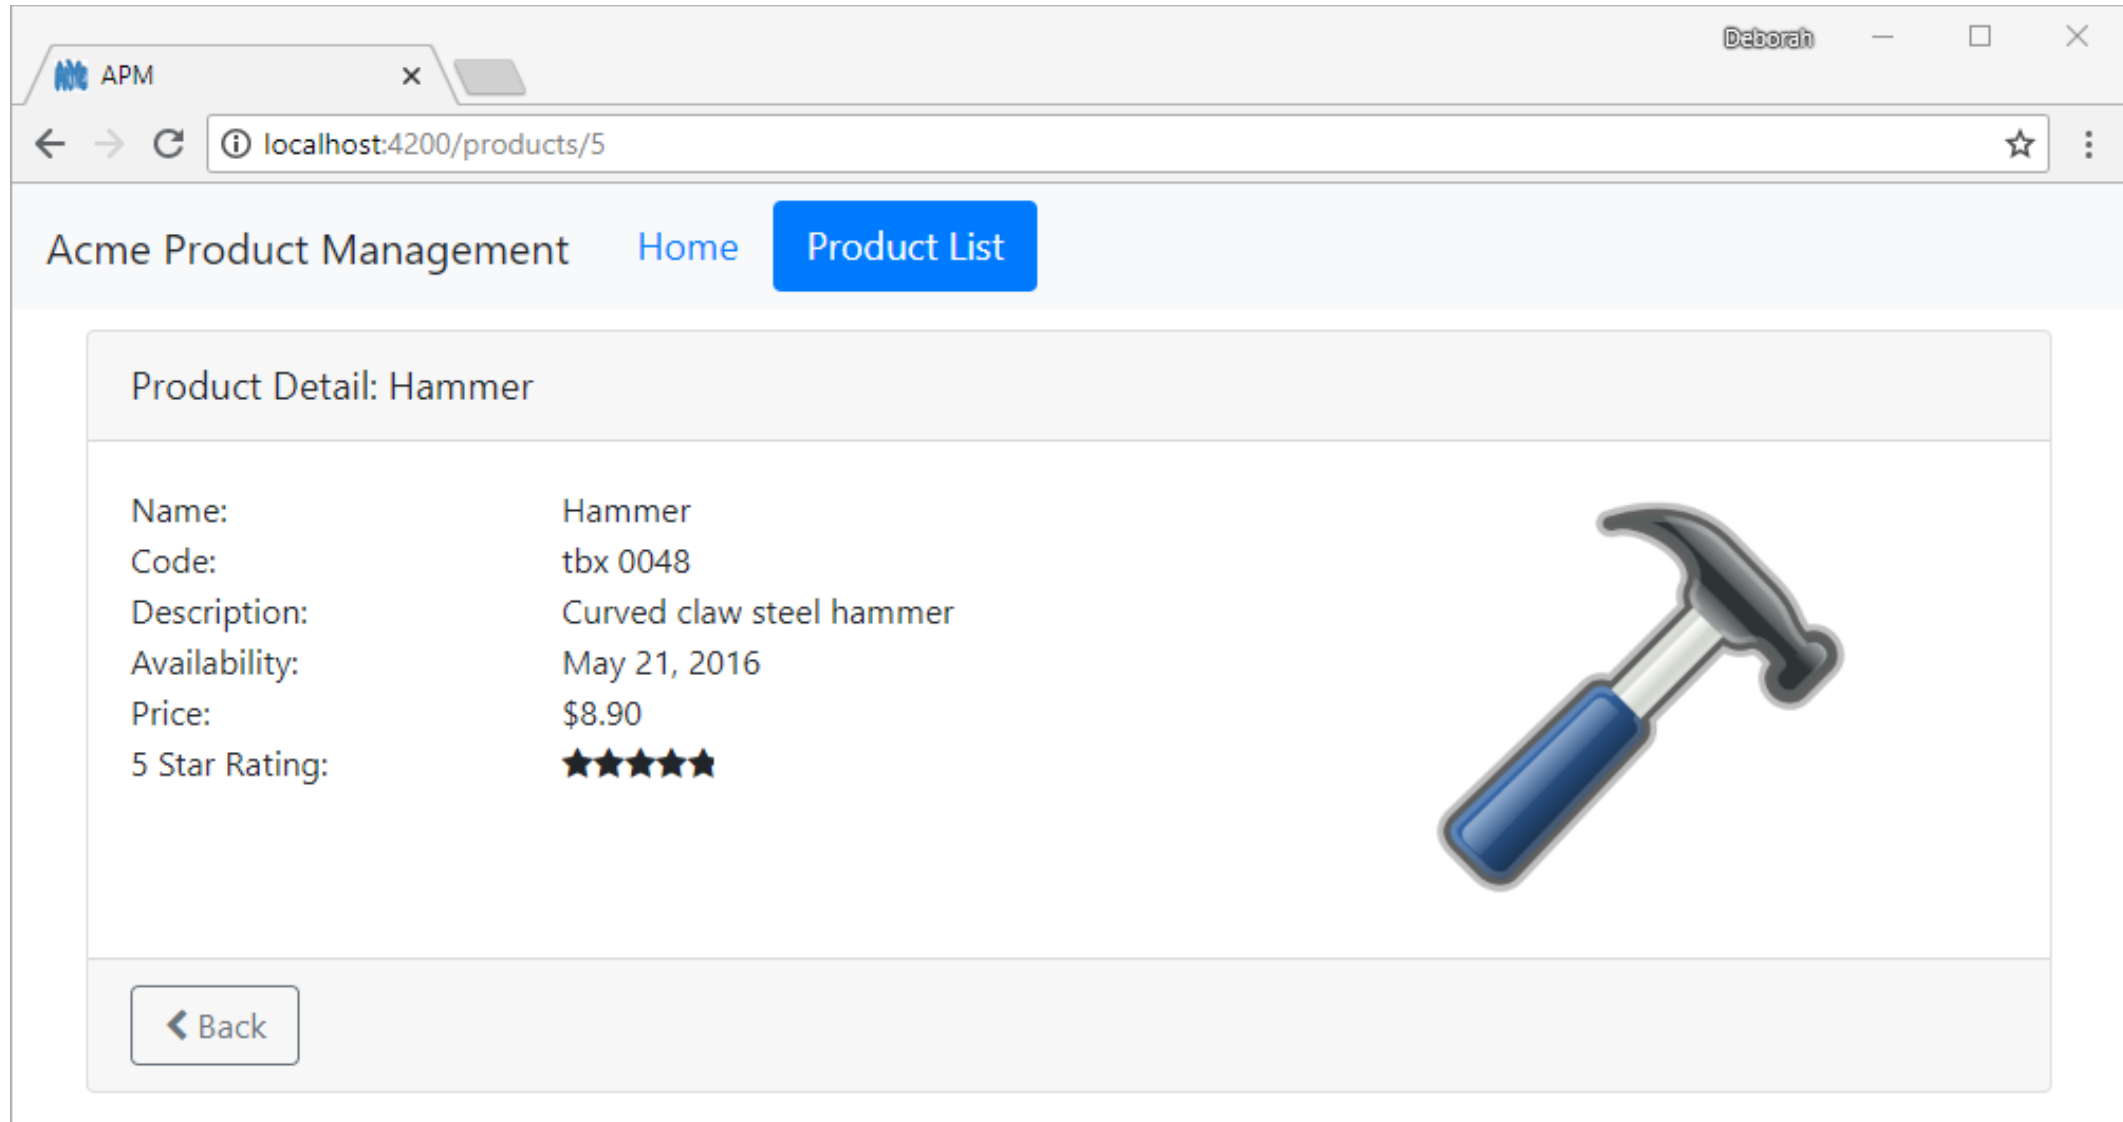 Deborah
APM
localhost:4200/products/5
Acme Product Management Home Product List
Product Detail: Hammer
Name: Hammer
Code: tbx 0048
Description: Curved claw steel hammer
Availability: May 21, 2016
Price: $8.90
5 Star Rating:
Back